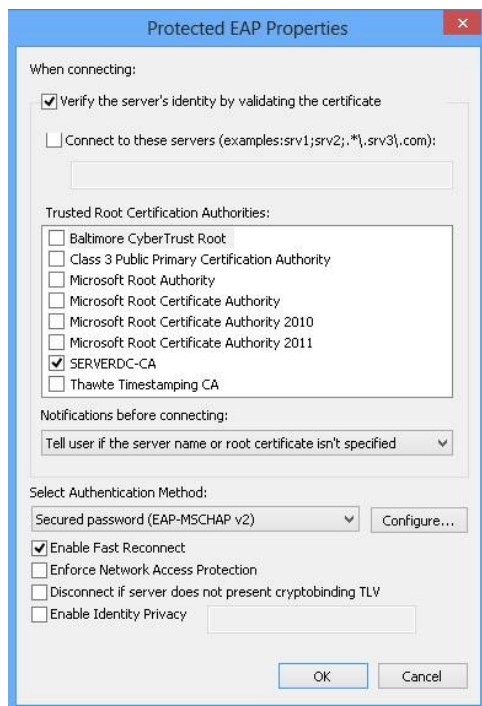 Protected EAP Properties
When connecting:
Verify the server's identity by validating the certificate
Connect to these servers (examples:srv1;srv2;.*\.srv3\.com):
Trusted Root Certification Authorities:
Baltimore CyberTrust Root
Class 3 Public Primary Certification Authority
Microsoft Root Authority
Microsoft Root Certificate Authority
Microsoft Root Certificate Authority 2010
Microsoft Root Certificate Authority 2011
SERVERDC-CA
Thawte Timestamping CA
Notifications before connecting:
Tell user if the server name or root certificate isn't specified
Select Authentication Method:
Secured password (EAP-MSCHAP v2) Configure...
Enable Fast Reconnect
Enforce Network Access Protection
Disconnect if server does not present cryptobinding TLV
Enable Identity Privacy
OK Cancel